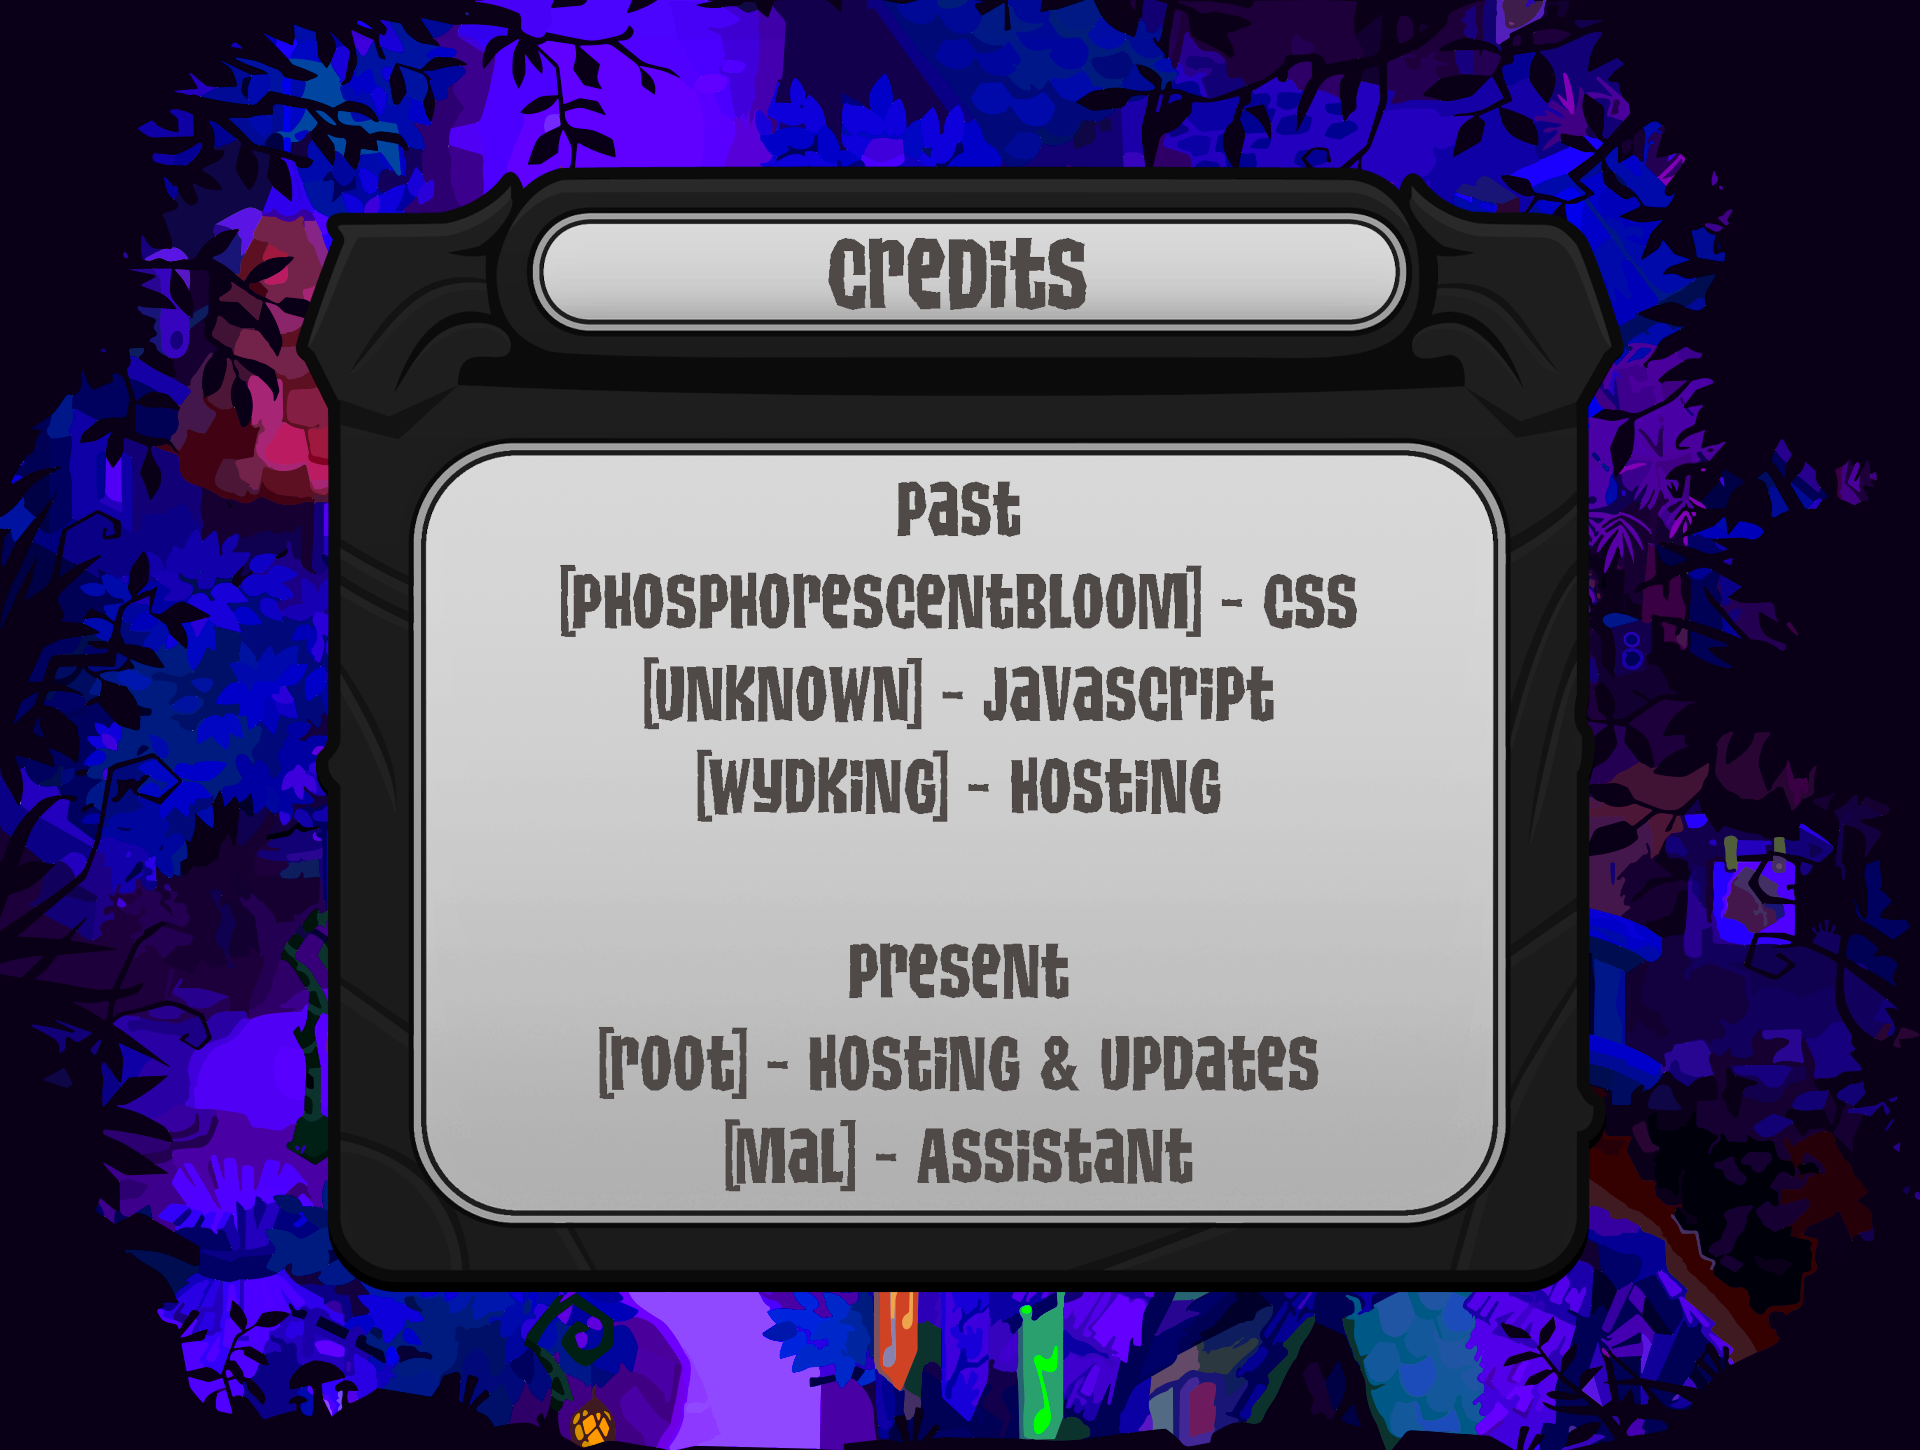 Credits
Past
[PhosphorescentBloom] - CSS
[Unknown] - Javascript
[Wydking] - Hosting
Present
[Root] - Hosting & Updates
[Mal] - Assistant